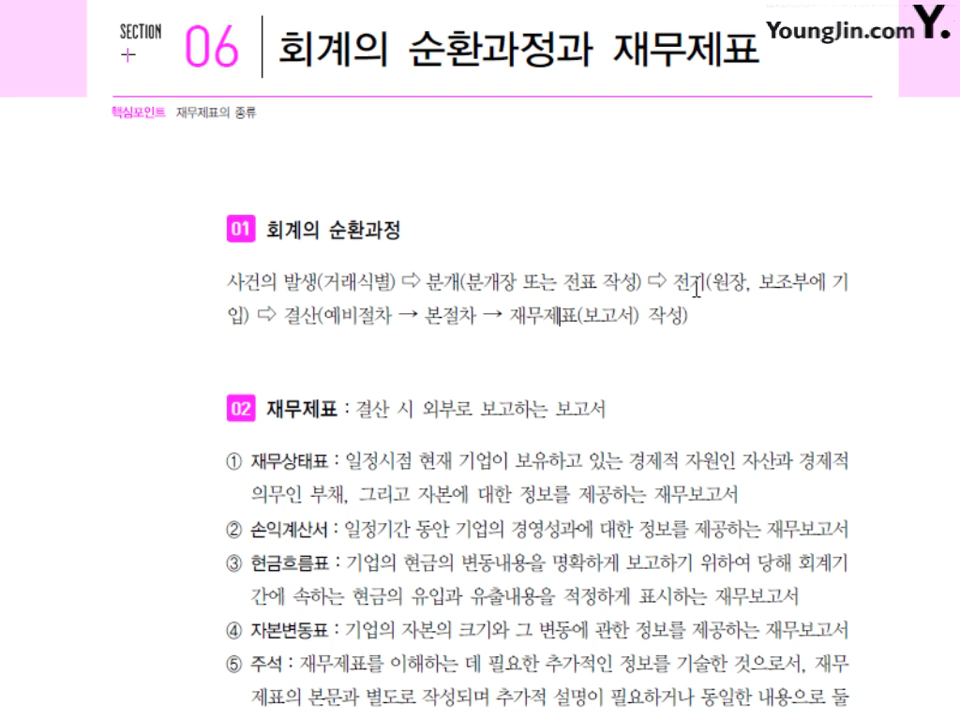 SECTION 06 회계의 순환과정과 재무제표
YoungJin.com Y.
핵심포인트 재무제표의 종류
01 회계의 순환과정
사건의 발생(거래식별) ⇨ 분개(분개장 또는 전표 작성) ⇨ 전기(원장, 보조부에 기
입) ⇨ 결산(예비절차 → 본절차 → 재무제표(보고서) 작성)
02 재무제표 : 결산 시 외부로 보고하는 보고서
① 재무상태표 : 일정시점 현재 기업이 보유하고 있는 경제적 자원인 자산과 경제적
의무인 부채, 그리고 자본에 대한 정보를 제공하는 재무보고서
② 손익계산서 : 일정기간 동안 기업의 경영성과에 대한 정보를 제공하는 재무보고서
③ 현금흐름표 : 기업의 현금의 변동내용을 명확하게 보고하기 위하여 당해 회계기
간에 속하는 현금의 유입과 유출내용을 적정하게 표시하는 재무보고서
④ 자본변동표 : 기업의 자본의 크기와 그 변동에 관한 정보를 제공하는 재무보고서
⑤ 주석 : 재무제표를 이해하는 데 필요한 추가적인 정보를 기술한 것으로서, 재무
제표의 본문과 별도로 작성되며 추가적 설명이 필요하거나 동일한 내용으로 둘